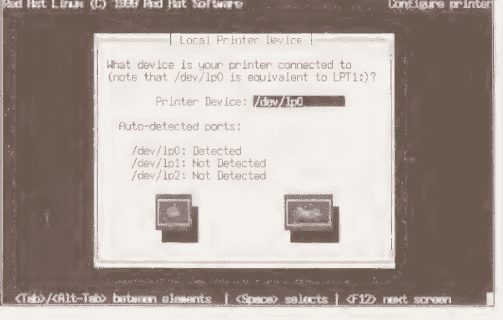 Red Hat Linux (C) 1999 Red Hat Software Configure printer
Local Printer Device
What device is your printer connected to
(note that /dev/lp0 is equivalent to LPT1:)?
Printer Device: /dev/lp0
Auto-detected ports:
/dev/lp0: Detected
/dev/lp1: Not Detected
/dev/lp2: Not Detected
<Tab>/<Alt-Tab> between elements | <Space> selects | <F12> next screen